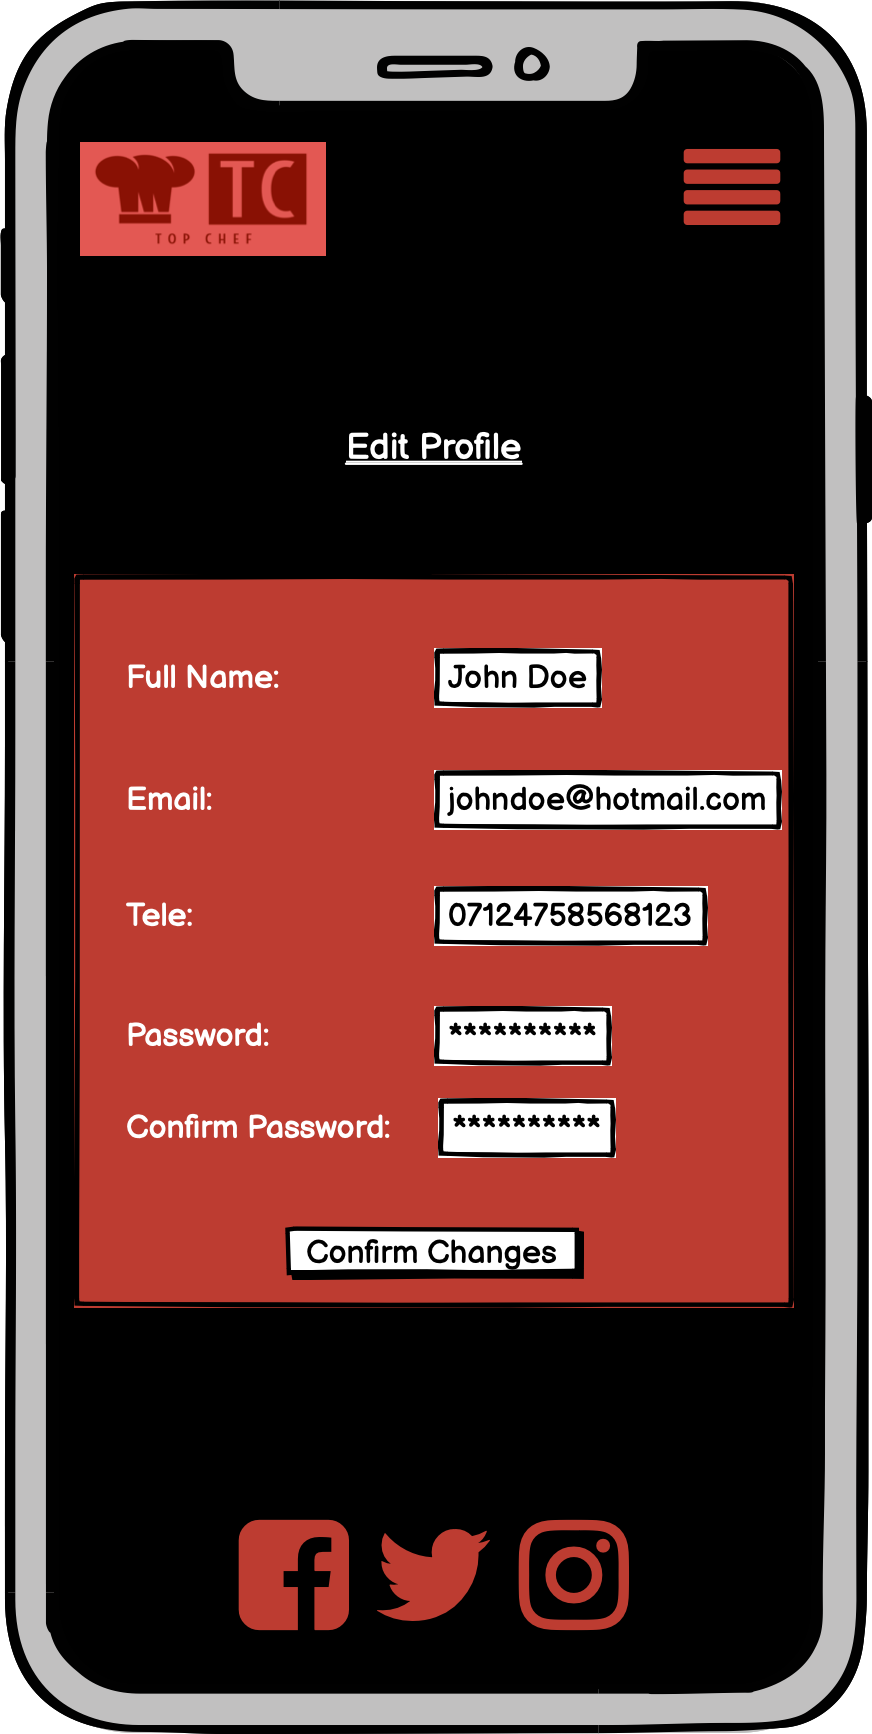 TC
TOP CHEF
Edit Profile
Full Name: John Doe
Email: johndoe@hotmail.com
Tele: 07124758568123
Password: **********
Confirm Password: **********
Confirm Changes